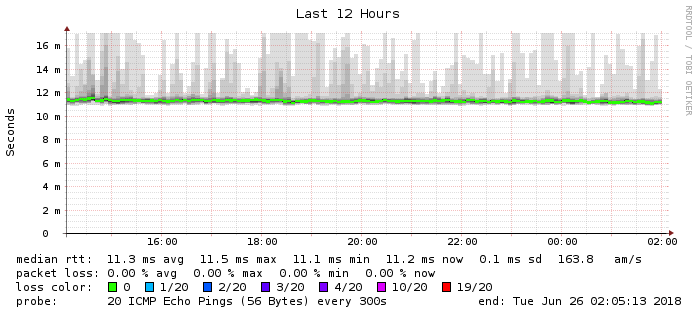 Last 12 Hours
RRDTOOL / TOBI OETIKER
Seconds
16 m
14 m
12 m
10 m
8 m
6 m
4 m
2 m
0
16:00 18:00 20:00 22:00 00:00 02:00
median rtt: 11.3 ms avg 11.5 ms max 11.1 ms min 11.2 ms now 0.1 ms sd 163.8 am/s
packet loss: 0.00 % avg 0.00 % max 0.00 % min 0.00 % now
loss color: 0 1/20 2/20 3/20 4/20 10/20 19/20
probe: 20 ICMP Echo Pings (56 Bytes) every 300s end: Tue Jun 26 02:05:13 2018